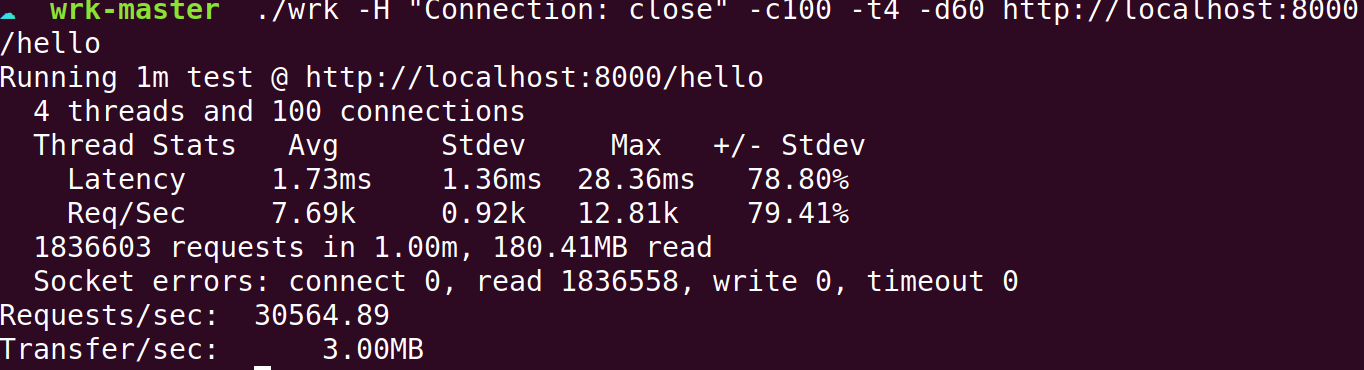 wrk-master ./wrk -H "Connection: close" -c100 -t4 -d60 http://localhost:8000
/hello
Running 1m test @ http://localhost:8000/hello
  4 threads and 100 connections
  Thread Stats   Avg      Stdev     Max   +/- Stdev
    Latency     1.73ms    1.36ms  28.36ms   78.80%
    Req/Sec     7.69k     0.92k   12.81k    79.41%
  1836603 requests in 1.00m, 180.41MB read
  Socket errors: connect 0, read 1836558, write 0, timeout 0
Requests/sec:  30564.89
Transfer/sec:      3.00MB